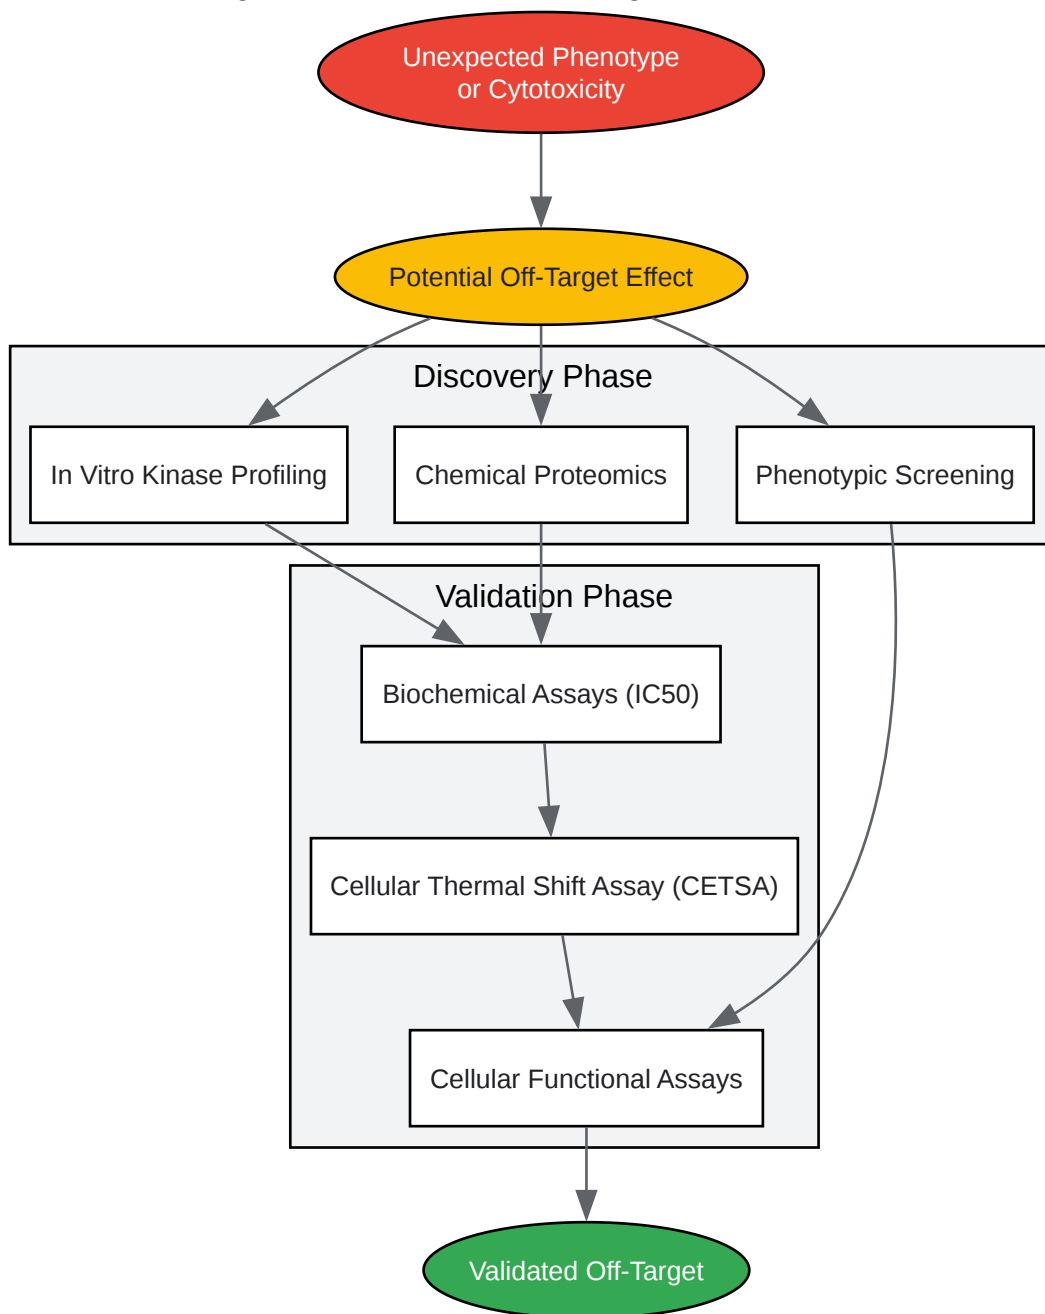 Unexpected Phenotype
or Cytotoxicity
Potential Off-Target Effect
Discovery Phase
In Vitro Kinase Profiling
Chemical Proteomics
Phenotypic Screening
Validation Phase
Biochemical Assays (IC50)
Cellular Thermal Shift Assay (CETSA)
Cellular Functional Assays
Validated Off-Target